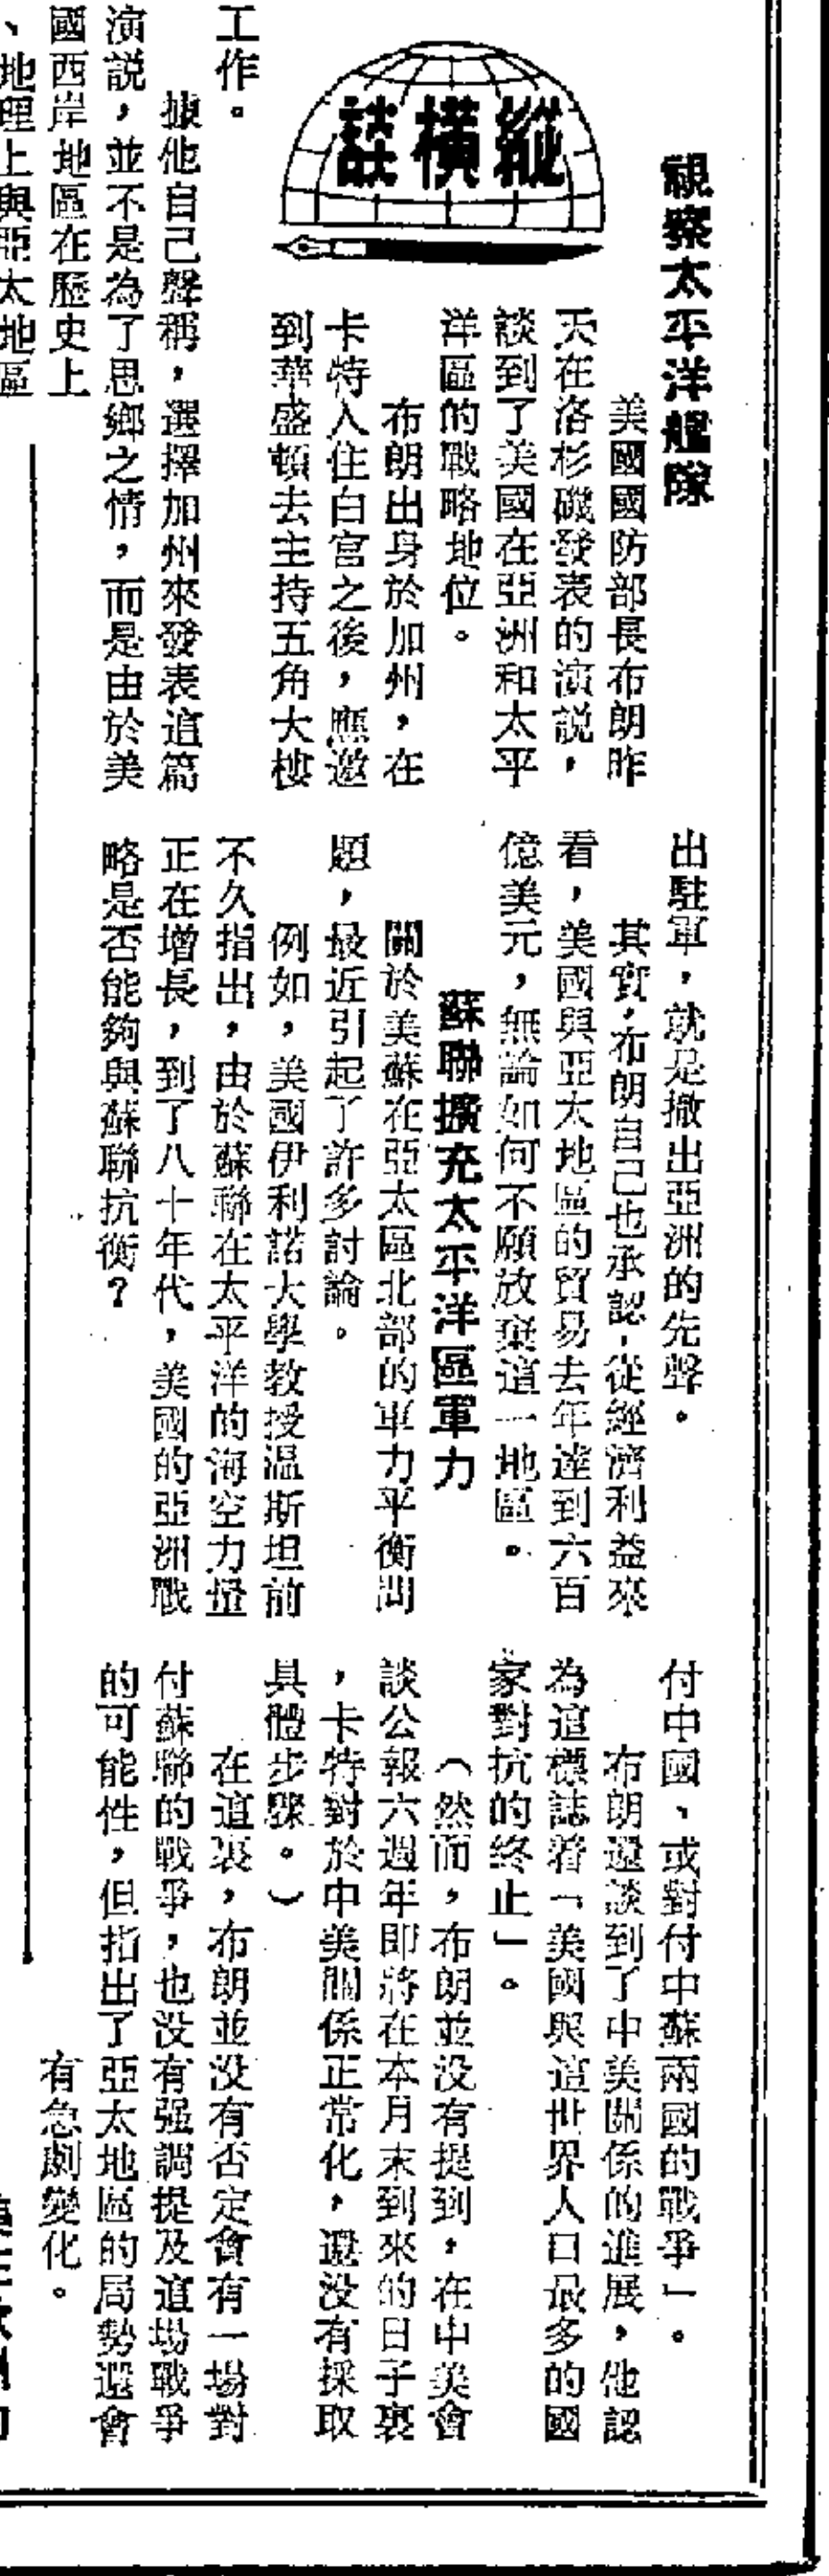 縱橫談
視察太平洋艦隊
美國國防部長布朗昨
天在洛杉磯發表的演說，
談到了美國在亞洲和太平
洋區的戰略地位。
布朗出身於加州，在
卡特入住白宮之後，應邀
到華盛頓去主持五角大樓
工作。
據他自己聲稱，選擇加州來發表這篇
演說，並不是為了思鄉之情，而是由於美
國西岸地區在歷史上
、地理上與亞太地區
出駐軍，就是撤出亞洲的先聲。
其實，布朗自己也承認，從經濟利益來
看，美國與亞太地區的貿易去年達到六百
億美元，無論如何不願放棄這一地區。
蘇聯擴充太平洋區軍力
關於美蘇在亞太區北部的軍力平衡問
題，最近引起了許多討論。
例如，美國伊利諾大學教授温斯坦前
不久指出，由於蘇聯在太平洋的海空力量
正在增長，到了八十年代，美國的亞洲戰
略是否能夠與蘇聯抗衡？
付中國、或對付中蘇兩國的戰爭」。
布朗還談到了中美關係的進展，他認
為這標誌着「美國與這世界人口最多的國
家對抗的終止」。
（然而，布朗並没有提到，在中美會
談公報六週年即將在本月末到來的日子裏
，卡特對於中美關係正常化，還没有採取
具體步驟。）
在這裏，布朗並没有否定會有一場對
付蘇聯的戰爭，也没有强調提及這場戰爭
的可能性，但指出了亞太地區的局勢還會
有急劇變化。